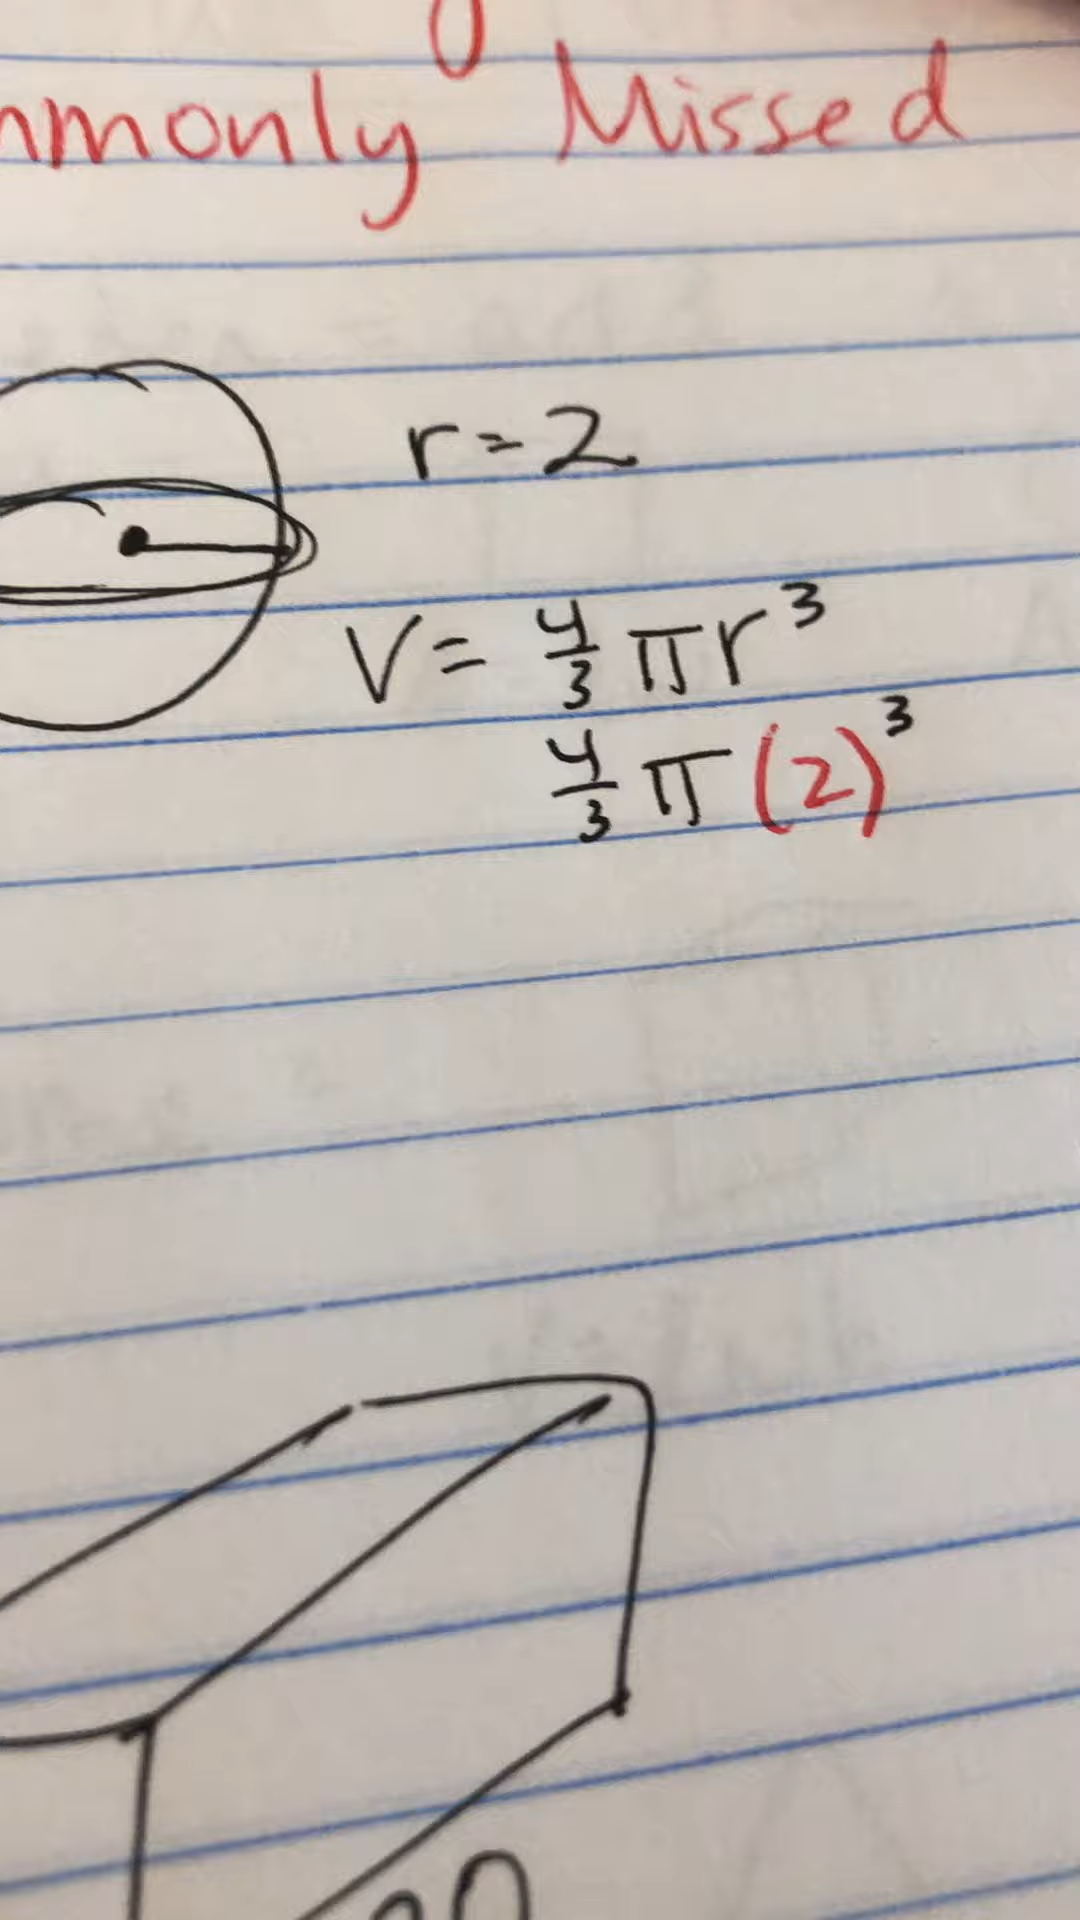 mmonly Missed
r=2
V= 4/3 πr³
4/3 π(2)³